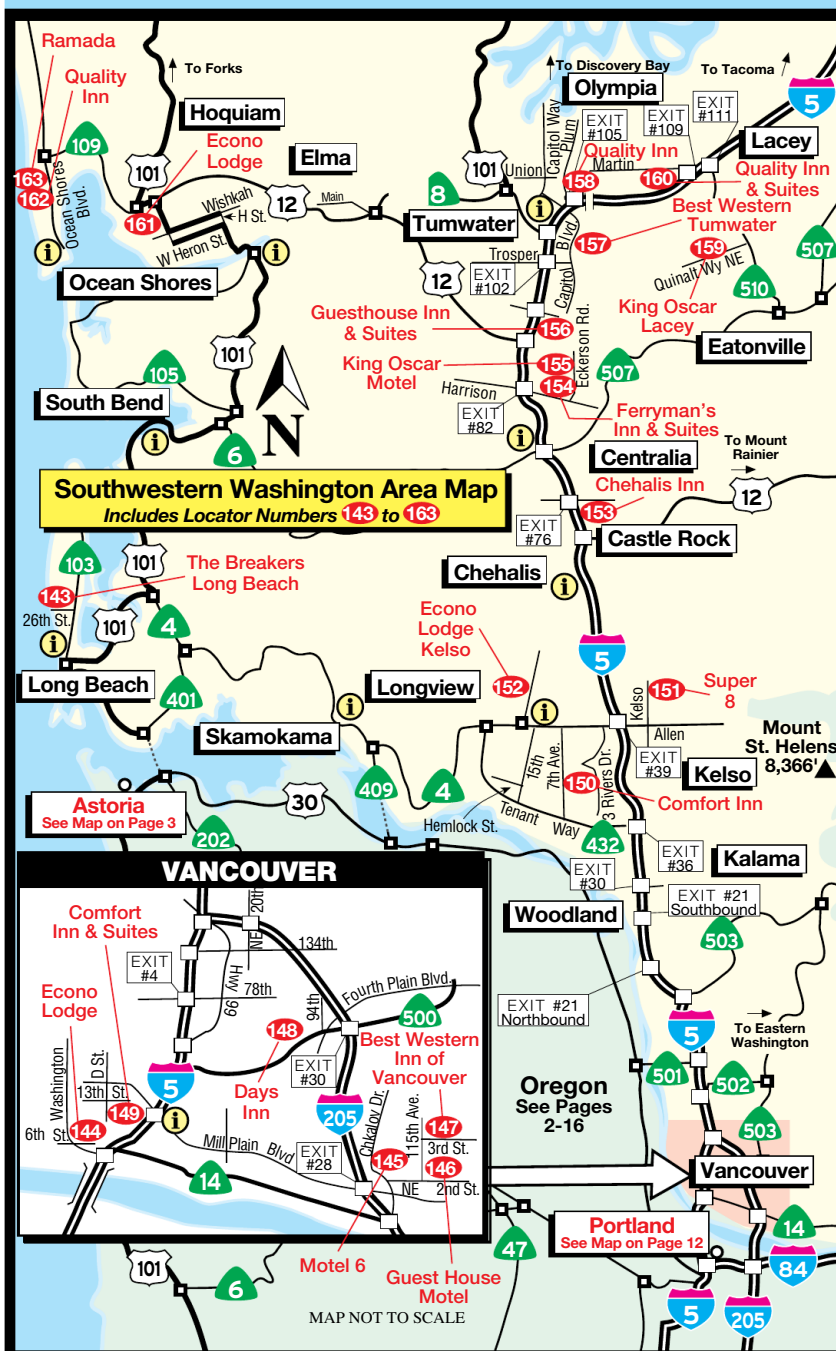 Ramada
Quality
Inn
To Forks
Hoquiam
Econo
Lodge
Elma
109
101
163
162
Ocean Shores
Blvd.
161
Wishkah
H St.
W Heron St.
12
Main
Ocean Shores
To Discovery Bay
To Tacoma
Olympia
5
Capitol Way
Plum
EXIT
#105
EXIT
#109
EXIT
#111
Lacey
101
Union
Quality Inn
Martin
158
160
Quality Inn
& Suites
8
Tumwater
Best Western
Tumwater
157
Trosper
EXIT
#102
Capitol Blvd.
12
159
Quinalt Wy NE
507
King Oscar
Lacey
510
Guesthouse Inn
& Suites
156
Eckerson Rd.
Eatonville
King Oscar
Motel
155
154
507
Harrison
EXIT
#82
Ferryman's
Inn & Suites
101
105
South Bend
N
6
Centralia
To Mount
Rainier
12
Southwestern Washington Area Map
Includes Locator Numbers 143 to 163
Chehalis Inn
153
EXIT
#76
Castle Rock
Chehalis
101
103
The Breakers
Long Beach
143
26th St.
101
4
Long Beach
401
Econo
Lodge
Kelso
152
5
Longview
Kelso
151
Super
8
Allen
Skamokama
EXIT
#39
Kelso
Mount
St. Helens
8,366'
15th
7th Ave.
3 Rivers Dr.
150
Comfort Inn
409
4
Hemlock St.
Tenant Way
432
EXIT
#36
Astoria
See Map on Page 3
30
202
Kalama
EXIT
#30
EXIT #21
Southbound
Woodland
503
EXIT #21
Northbound
5
To Eastern
Washington
501
502
Oregon
See Pages
2-16
503
Vancouver
14
Portland
See Map on Page 12
47
84
5
205
VANCOUVER
Comfort
Inn & Suites
20th
NE
134th
EXIT
#4
Hwy 99
78th
Fourth Plain Blvd.
94th
Econo
Lodge
148
500
Days
Inn
EXIT
#30
Best Western
Inn of
Vancouver
Washington
D St.
13th St.
5
205
149
144
6th St.
Mill Plain Blvd
Chkalov Dr.
115th Ave.
147
3rd St.
EXIT
#28
145
146
NE 2nd St.
14
Motel 6
Guest House
Motel
101
6
MAP NOT TO SCALE